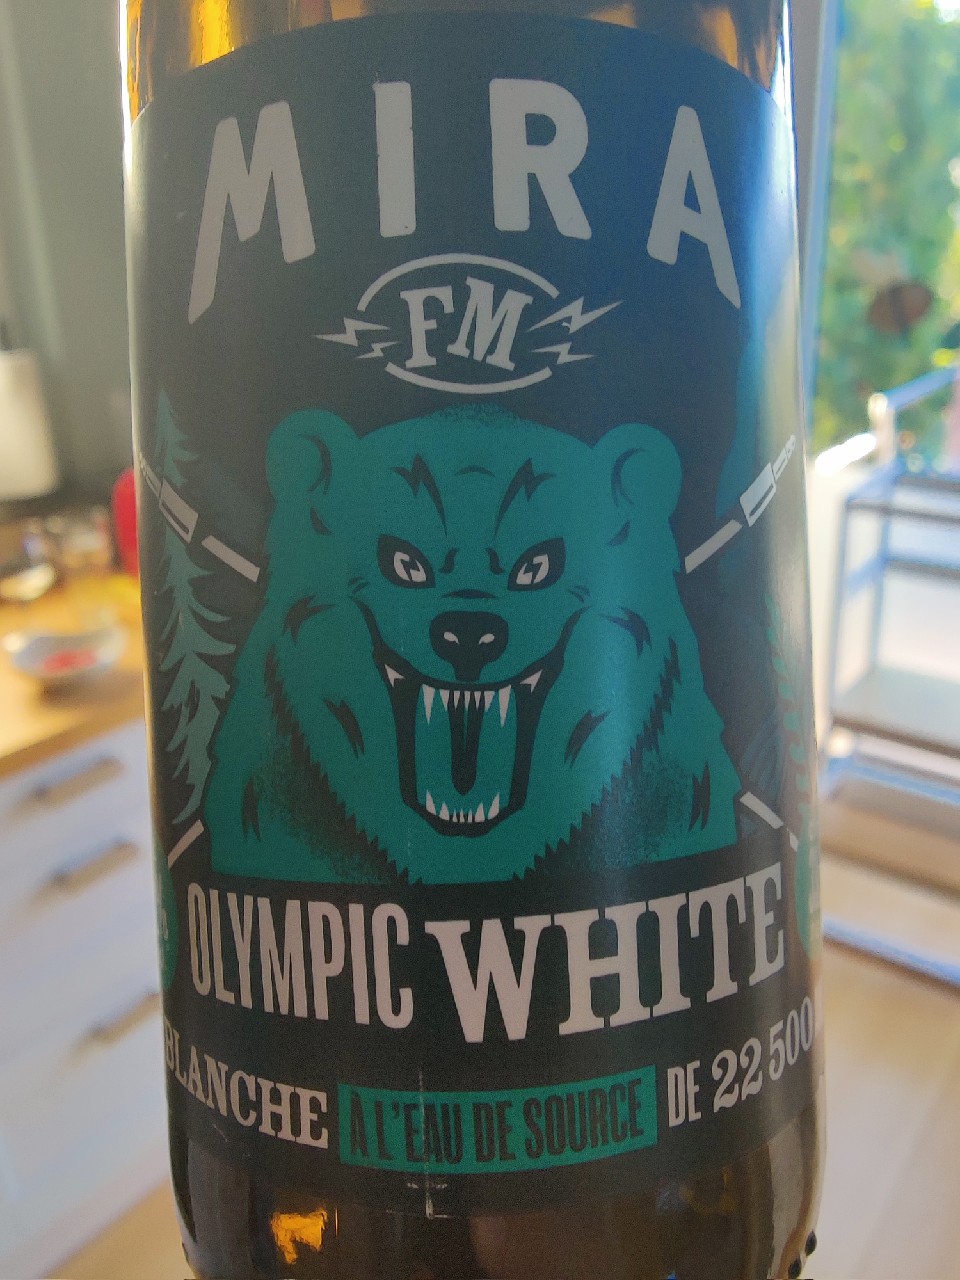 MIRA
FM
OLYMPIC WHITE
BLANCHE À L'EAU DE SOURCE DE 22 500